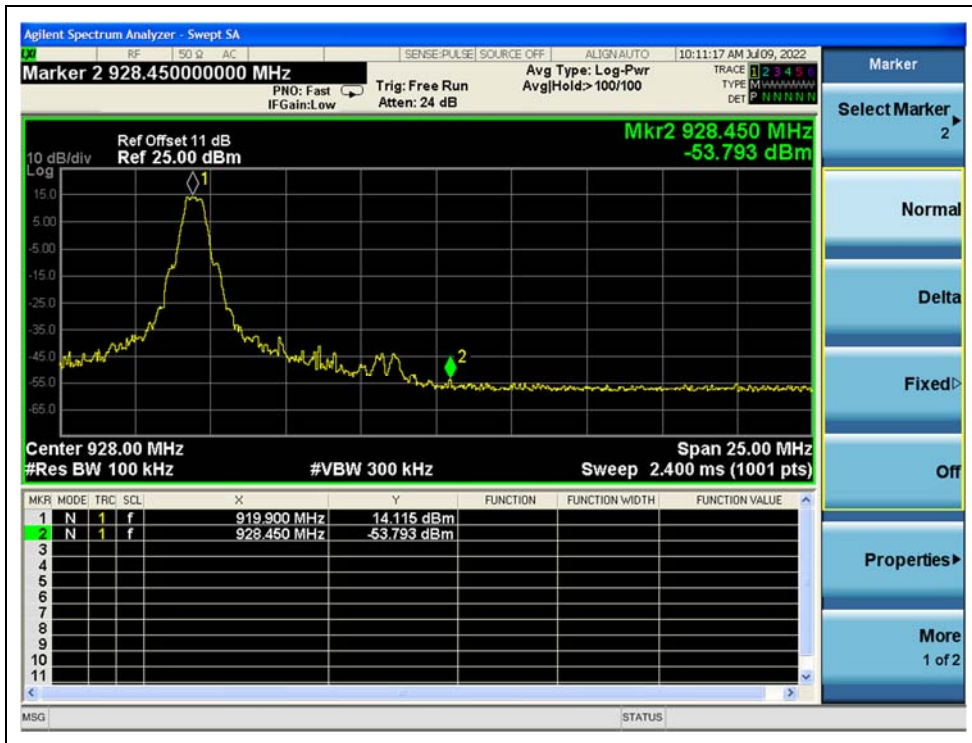 Agilent Spectrum Analyzer - Swept SA
LXI RF 50 Ω AC SENSE:PULSE SOURCE OFF ALIGN AUTO 10:11:17 AM Jul 09, 2022
Marker 2 928.450000000 MHz
PNO: Fast
IFGain:Low
Trig: Free Run
Atten: 24 dB
Avg Type: Log-Pwr
Avg|Hold:> 100/100
TRACE 1 2 3 4 5 6
TYPE M
DET P N N N N N
Ref Offset 11 dB
Ref 25.00 dBm
10 dB/div
Log
Mkr2 928.450 MHz
-53.793 dBm
1
15.0
5.00
-5.00
-15.0
-25.0
-35.0
-45.0
2
-55.0
-65.0
Center 928.00 MHz Span 25.00 MHz
#Res BW 100 kHz #VBW 300 kHz Sweep 2.400 ms (1001 pts)
MKR MODE TRC SCL X Y FUNCTION FUNCTION WIDTH FUNCTION VALUE
1 N 1 f 919.900 MHz 14.115 dBm
2 N 1 f 928.450 MHz -53.793 dBm
3
4
5
6
7
8
9
10
11
MSG STATUS
Marker
Select Marker
2
Normal
Delta
Fixed
Off
Properties
More
1 of 2